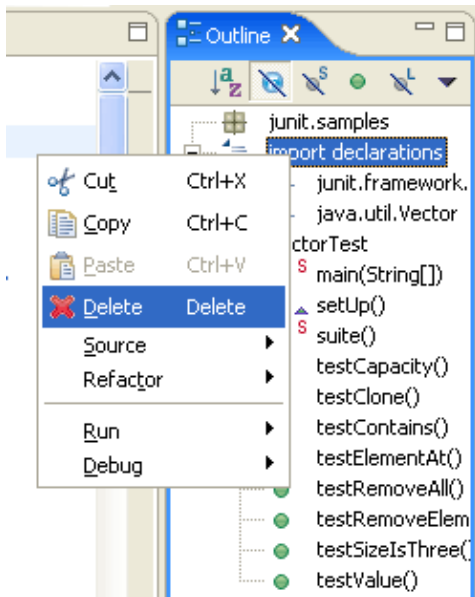 Outline
junit.samples
import declarations
junit.framework.
java.util.Vector
ctorTest
main(String[])
setUp()
suite()
testCapacity()
testClone()
testContains()
testElementAt()
testRemoveAll()
testRemoveElem
testSizeIsThree(
testValue()
Cut Ctrl+X
Copy Ctrl+C
Paste Ctrl+V
Delete Delete
Source
Refactor
Run
Debug